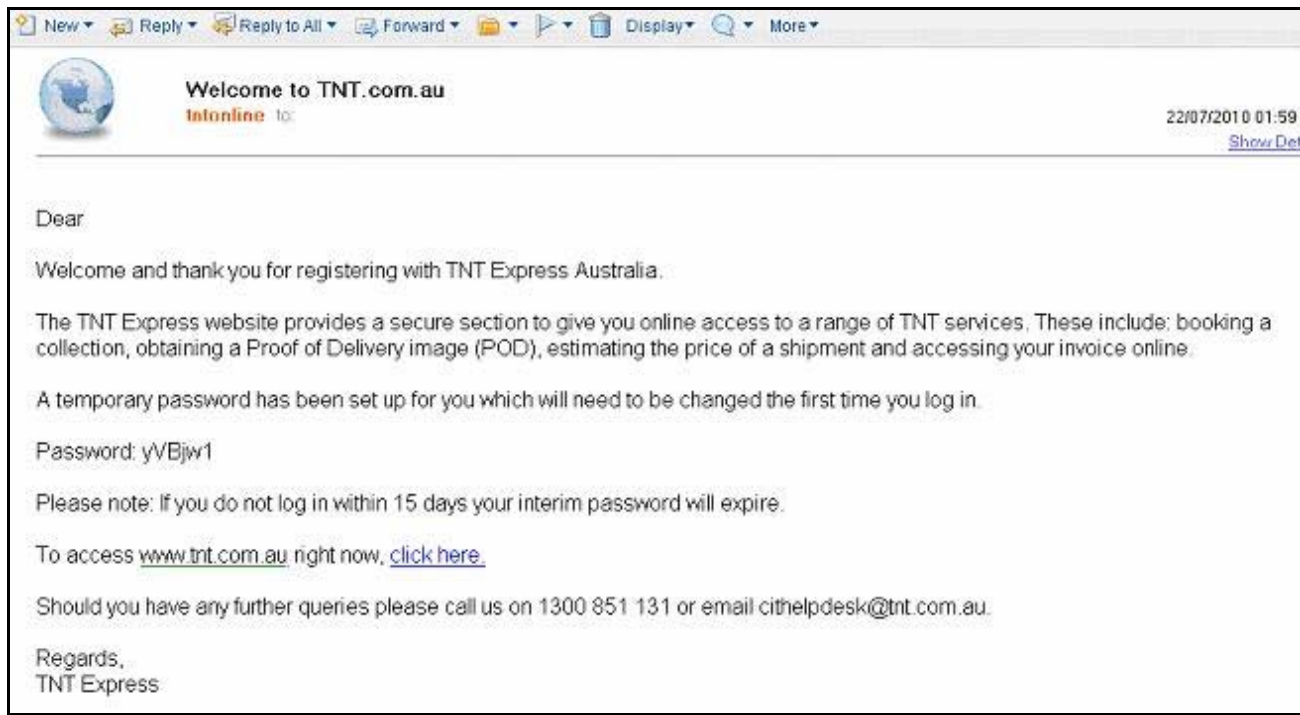 New Reply Reply to All Forward Display More
Welcome to TNT.com.au
tntonline to:
22/07/2010 01:59
Show Det
Dear
Welcome and thank you for registering with TNT Express Australia.
The TNT Express website provides a secure section to give you online access to a range of TNT services. These include: booking a
collection, obtaining a Proof of Delivery image (POD), estimating the price of a shipment and accessing your invoice online.
A temporary password has been set up for you which will need to be changed the first time you log in.
Password: yVBjw1
Please note: If you do not log in within 15 days your interim password will expire.
To access www.tnt.com.au right now, click here.
Should you have any further queries please call us on 1300 851 131 or email cithelpdesk@tnt.com.au.
Regards,
TNT Express